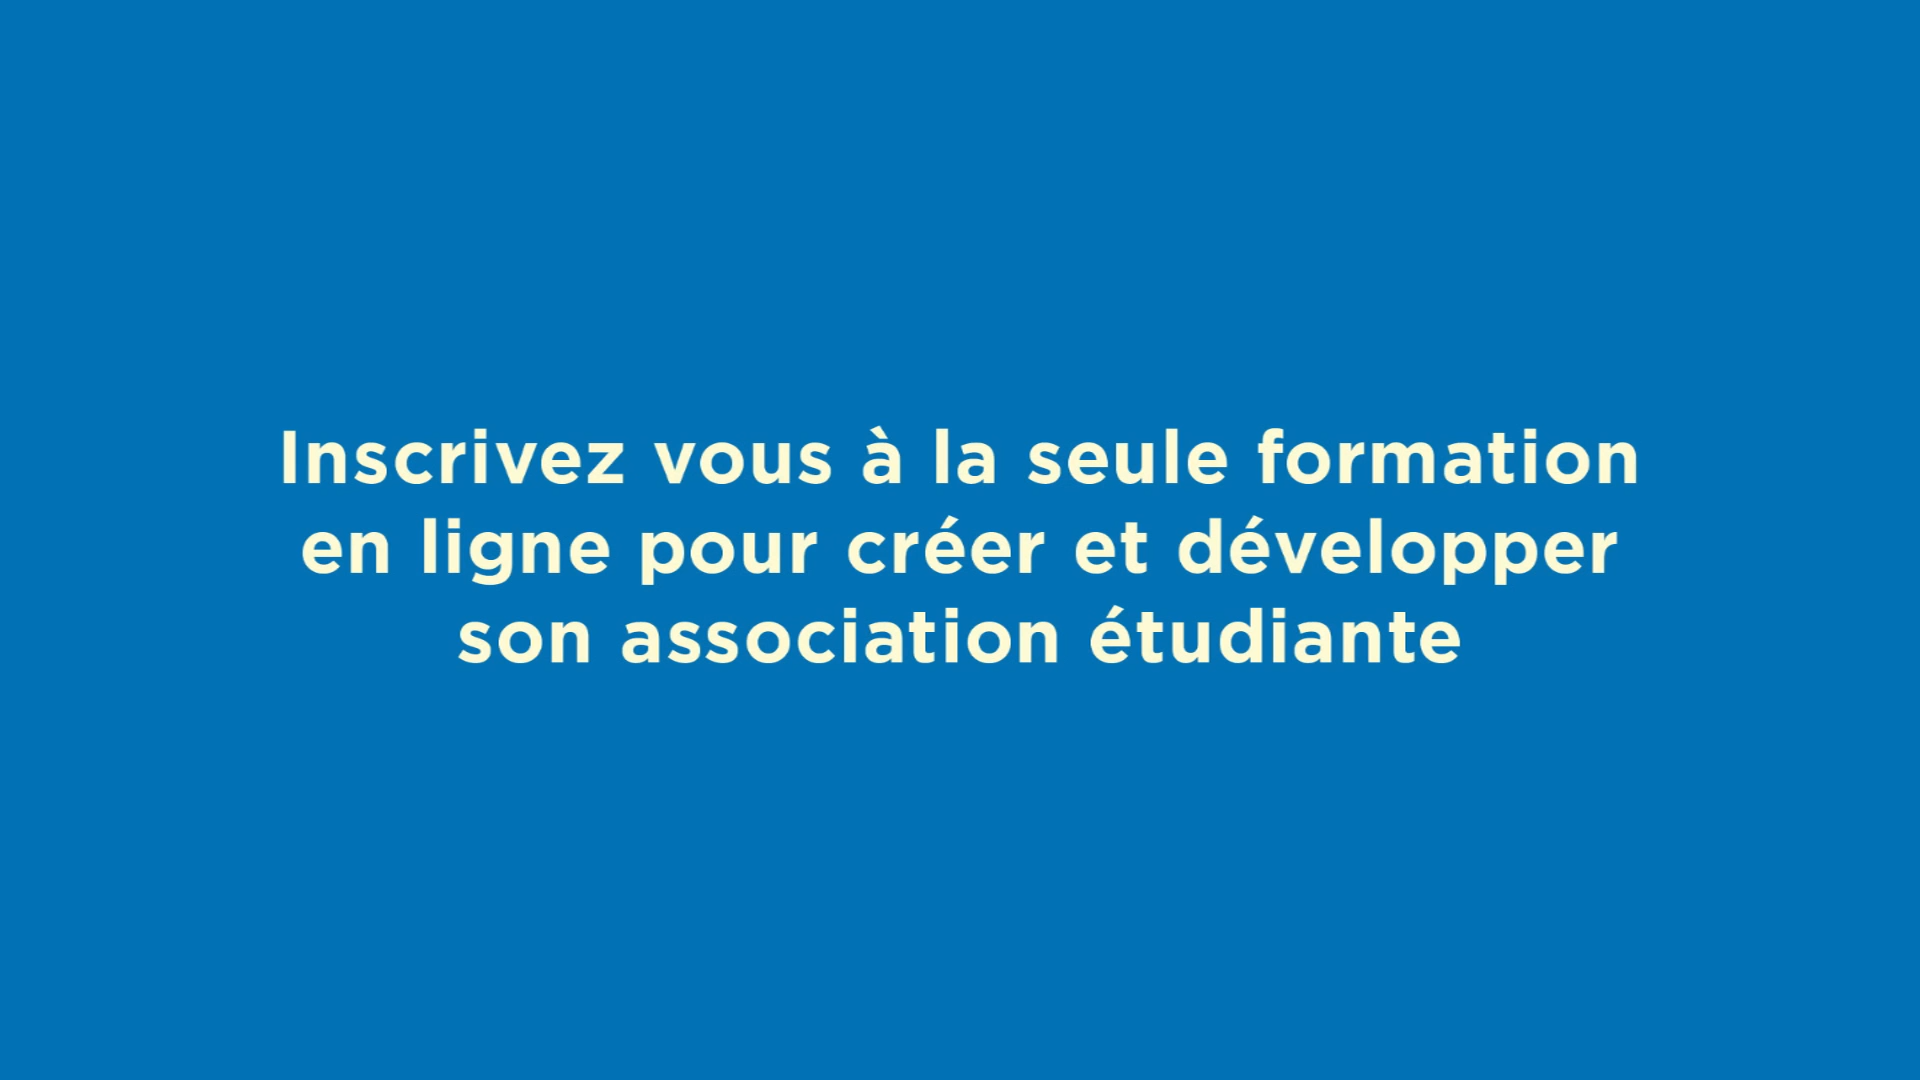 Inscrivez vous à la seule formation
en ligne pour créer et développer
son association étudiante